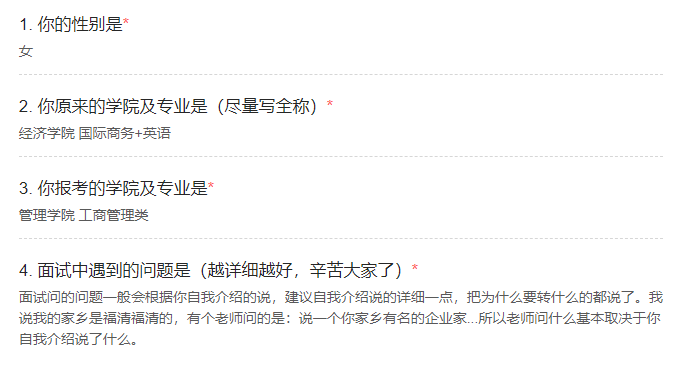 1. 你的性别是*
女
2. 你原来的学院及专业是（尽量写全称）*
经济学院 国际商务+英语
3. 你报考的学院及专业是*
管理学院 工商管理类
4. 面试中遇到的问题是（越详细越好，辛苦大家了）*
面试问的问题一般会根据你自我介绍的说，建议自我介绍说的详细一点，把为什么要转什么的都说了。我
说我的家乡是福清福清的，有个老师问的是：说一个你家乡有名的企业家...所以老师问什么基本取决于你
自我介绍说了什么。